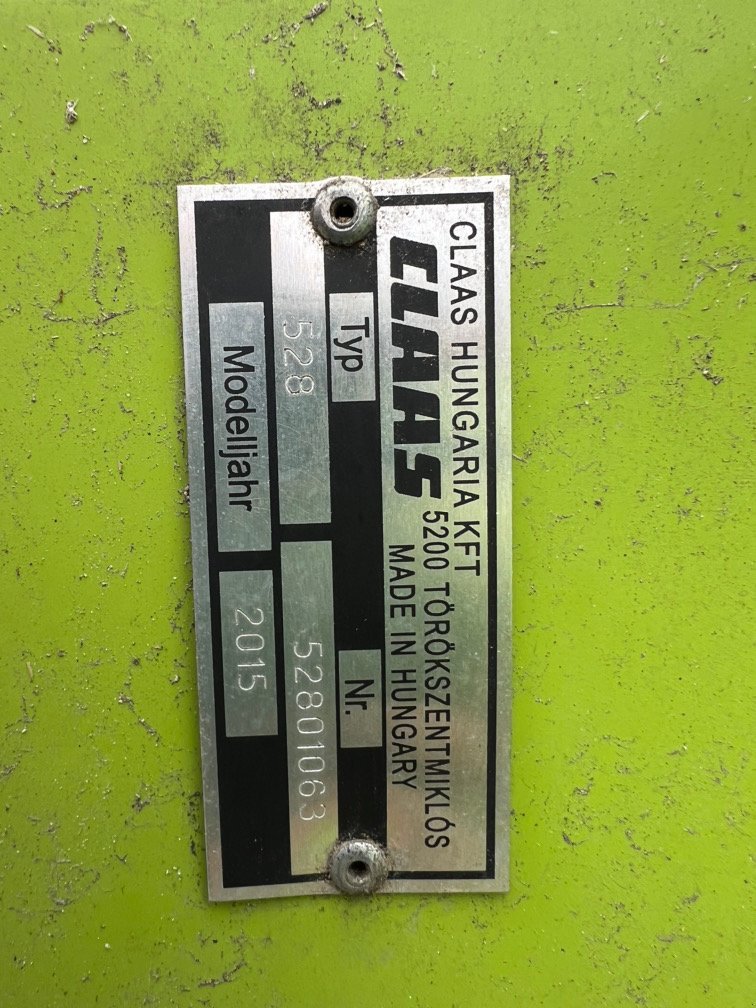 CLAAS HUNGARIA KFT
CLAAS 5200 TÖRÖKSZENTMIKLÓS
MADE IN HUNGARY
Typ Nr.
528 52801063
Modelljahr 2015